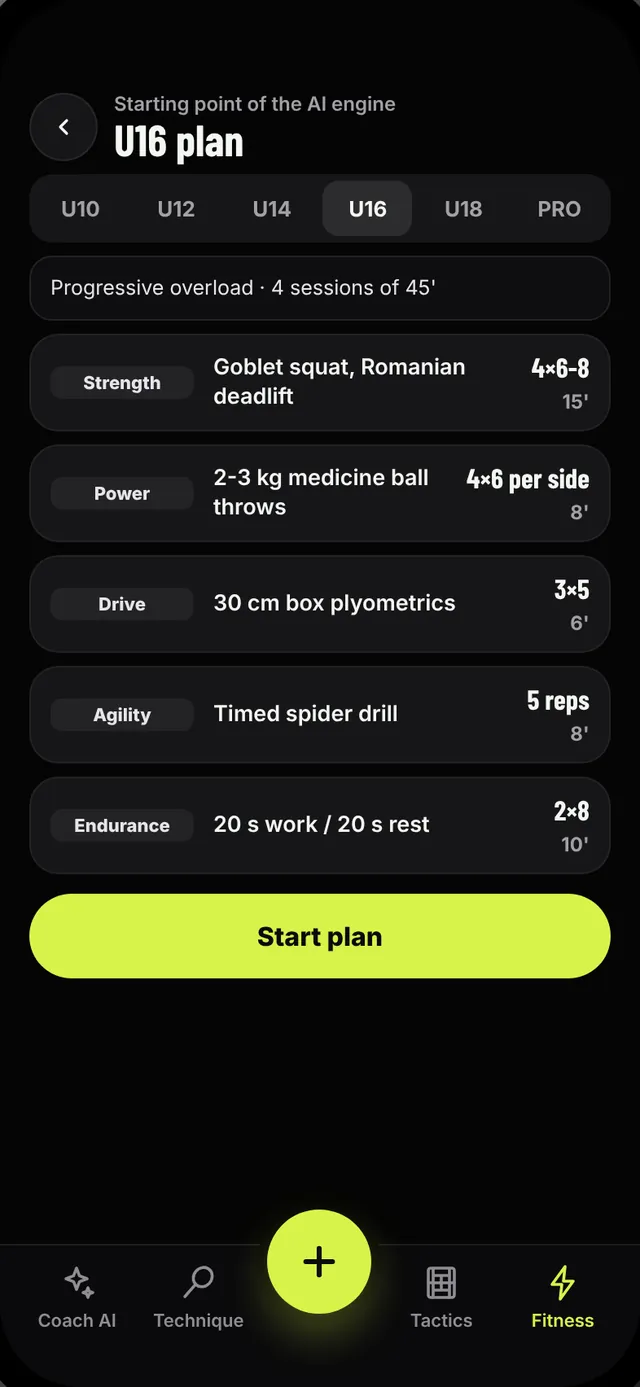 Starting point of the AI engine
U16 plan
U10 U12 U14 U16 U18 PRO
Progressive overload · 4 sessions of 45'
Strength
Goblet squat, Romanian
deadlift
4×6-8
15'
Power
2-3 kg medicine ball
throws
4×6 per side
8'
Drive
30 cm box plyometrics
3×5
6'
Agility
Timed spider drill
5 reps
8'
Endurance
20 s work / 20 s rest
2×8
10'
Start plan
Coach AI Technique Tactics Fitness